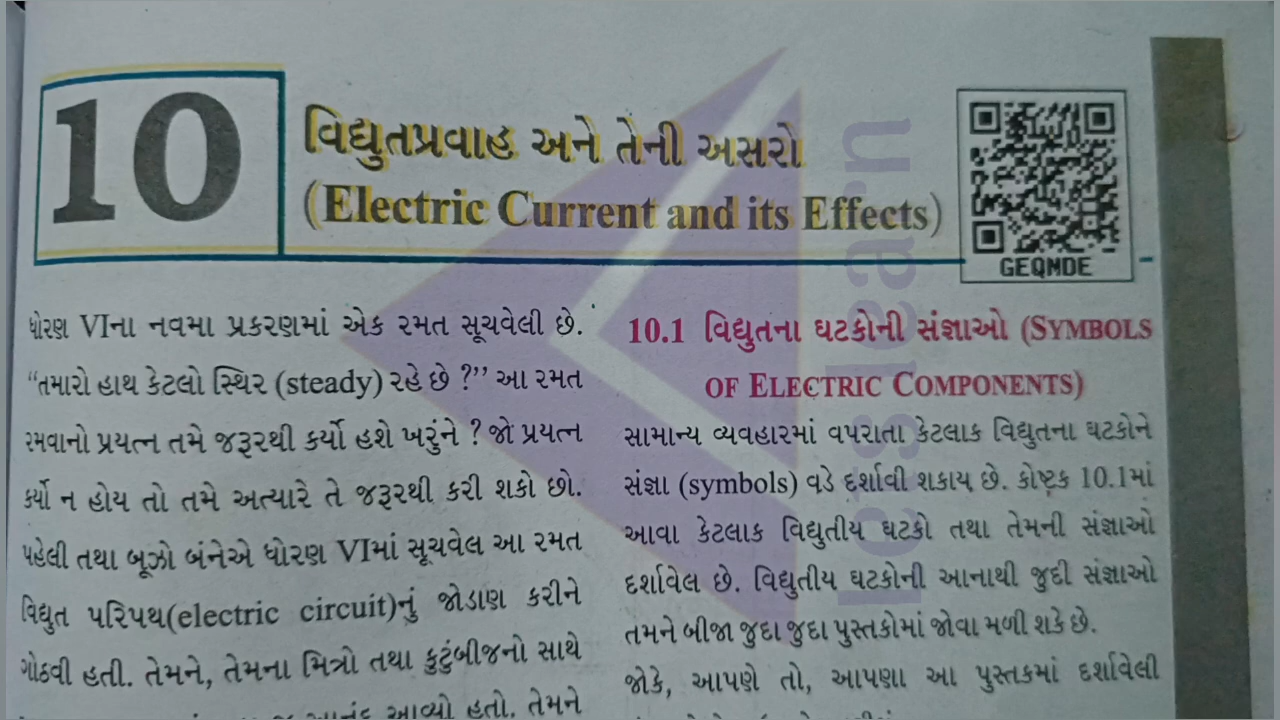 10
વિદ્યુતપ્રવાહ અને તેની અસરો
(Electric Current and its Effects)
GEQMDE
ધોરણ VIના નવમા પ્રકરણમાં એક રમત સૂચવેલી છે.
“તમારો હાથ કેટલો સ્થિર (steady) રહે છે ?” આ રમત
રમવાનો પ્રયત્ન તમે જરૂરથી કર્યો હશે ખરુંને ? જો પ્રયત્ન
કર્યો ન હોય તો તમે અત્યારે તે જરૂરથી કરી શકો છો.
પહેલી તથા બૂઝો બંનેએ ધોરણ VIમાં સૂચવેલ આ રમત
વિદ્યુત પરિપથ(electric circuit)નું જોડાણ કરીને
ગોઠવી હતી. તેમને, તેમના મિત્રો તથા કુટુંબીજનો સાથે
આનંદ આવ્યો હતો. તેમને
10.1 વિદ્યુતના ઘટકોની સંજ્ઞાઓ (SYMBOLS
OF ELECTRIC COMPONENTS)
સામાન્ય વ્યવહારમાં વપરાતા કેટલાક વિદ્યુતના ઘટકોને
સંજ્ઞા (symbols) વડે દર્શાવી શકાય છે. કોષ્ટક 10.1માં
આવા કેટલાક વિદ્યુતીય ઘટકો તથા તેમની સંજ્ઞાઓ
દર્શાવેલ છે. વિદ્યુતીય ઘટકોની આનાથી જુદી સંજ્ઞાઓ
તમને બીજા જુદા જુદા પુસ્તકોમાં જોવા મળી શકે છે.
જોકે, આપણે તો, આપણા આ પુસ્તકમાં દર્શાવેલી